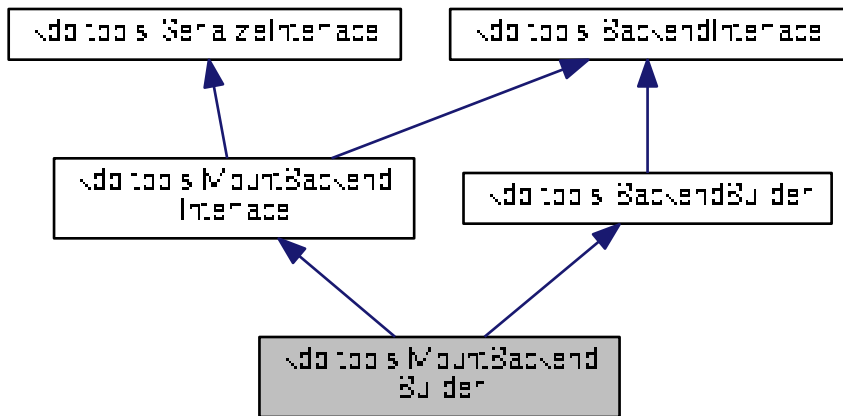 kdb::tools::SerializeInterface
kdb::tools::BackendInterface
kdb::tools::MountBackend
Interface
kdb::tools::BackendBuilder
kdb::tools::MountBackend
Builder